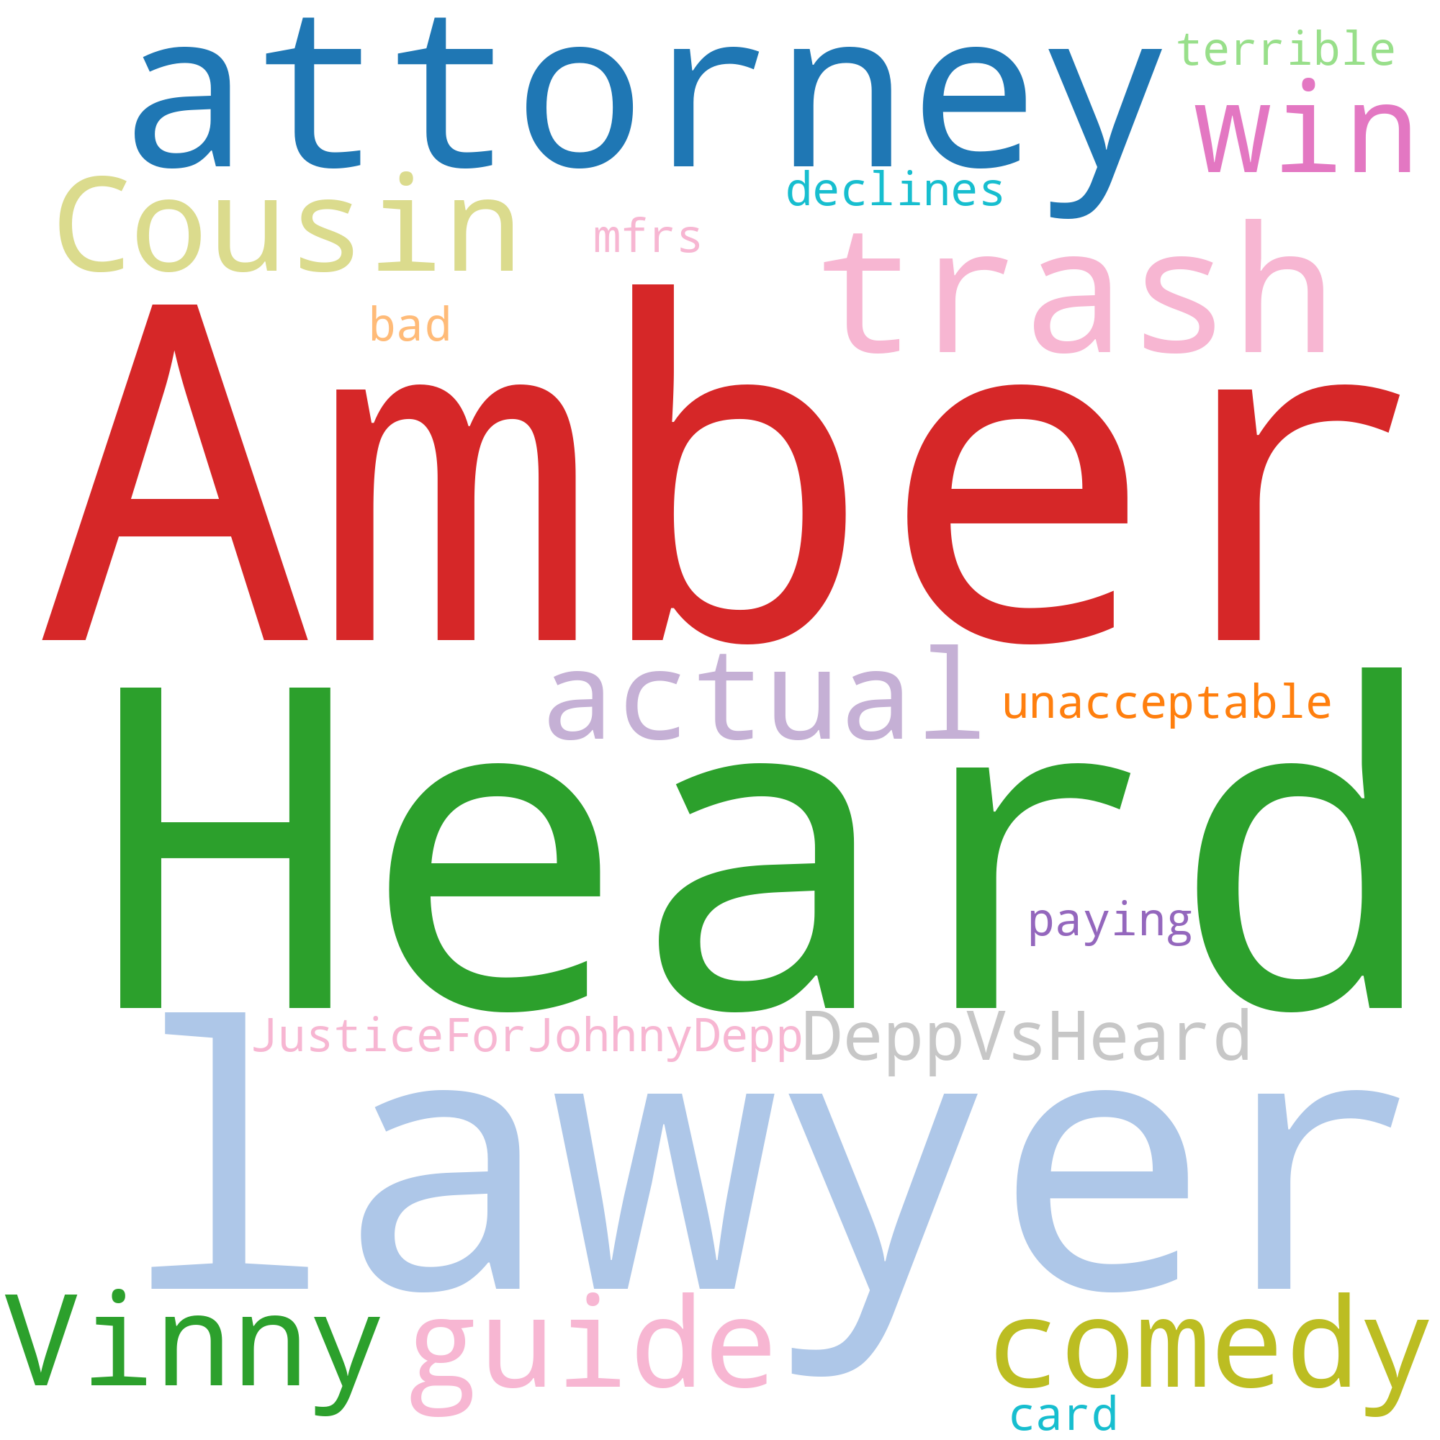 attorney
terrible
win
Cousin
declines
mfrs
trash
bad
Amber
actual
unacceptable
Heard
paying
JusticeForJohhnyDepp
DeppVsHeard
lawyer
Vinny
guide
comedy
card